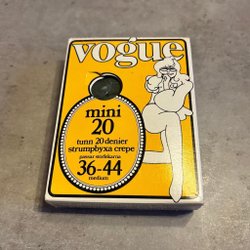 vogue
mini
20
tunn 20 denier
strumpbyxa crepe
passar storlekarna
36-44
medium